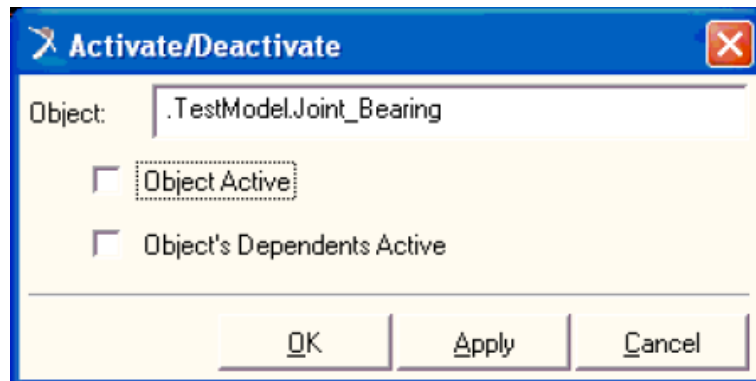 Activate/Deactivate
Object: .TestModel.Joint_Bearing
Object Active
Object's Dependents Active
OK Apply Cancel